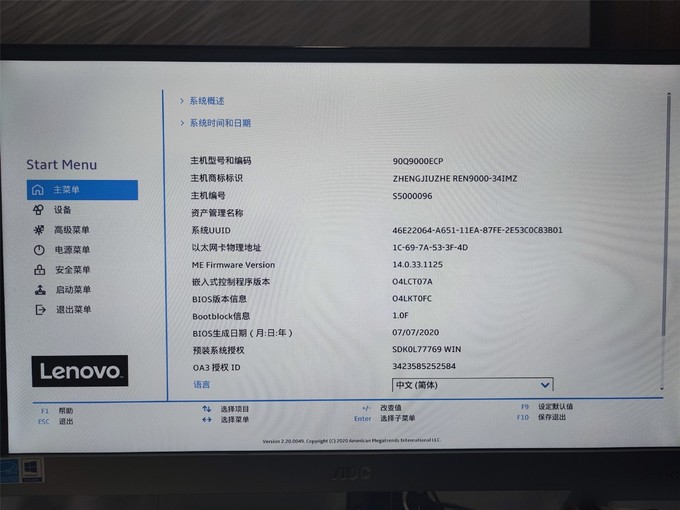 > 系统概述
> 系统时间和日期
Start Menu
主菜单
设备
高级菜单
电源菜单
安全菜单
启动菜单
退出菜单
Lenovo
主机型号和编码 90Q9000ECP
主机商标标识 ZHENGJIUZHE REN9000-34IMZ
主机编号 S5000096
资产管理名称
系统UUID 46E22064-A651-11EA-87FE-2E53C0C83B01
以太网卡物理地址 1C-69-7A-53-3F-4D
ME Firmware Version 14.0.33.1125
嵌入式控制程序版本 O4LCT07A
BIOS版本信息 O4LKT0FC
Bootblock信息 1.0F
BIOS生成日期（月:日:年） 07/07/2020
预装系统授权 SDK0L77769 WIN
OA3 授权 ID 3423585252584
语言 中文 (简体)
F1 帮助 ↑↓ 选择项目 +/- 改变值 F9 设定默认值
ESC 退出 ←→ 选择菜单 Enter 选择子菜单 F10 保存退出
Version 2.20.0049. Copyright (C) 2020 American Megatrends International LLC.
AOC